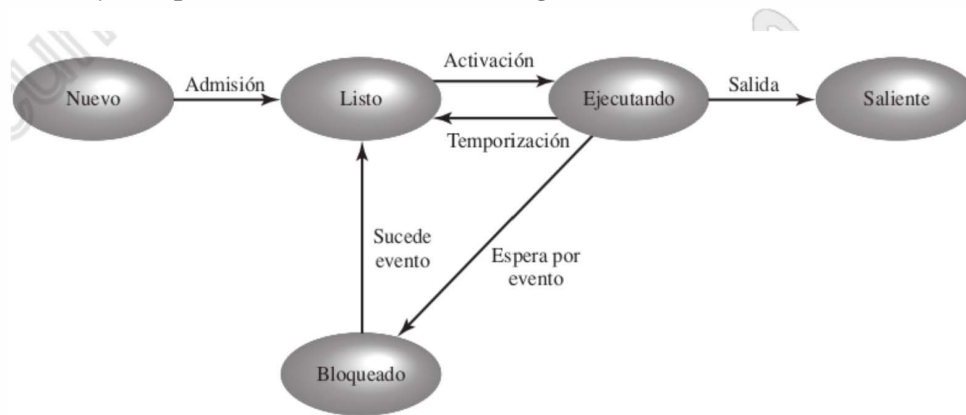 Activación
Nuevo
Admisión
Listo
Ejecutando
Salida
Saliente
Temporización
Sucede
evento
Espera por
evento
Bloqueado